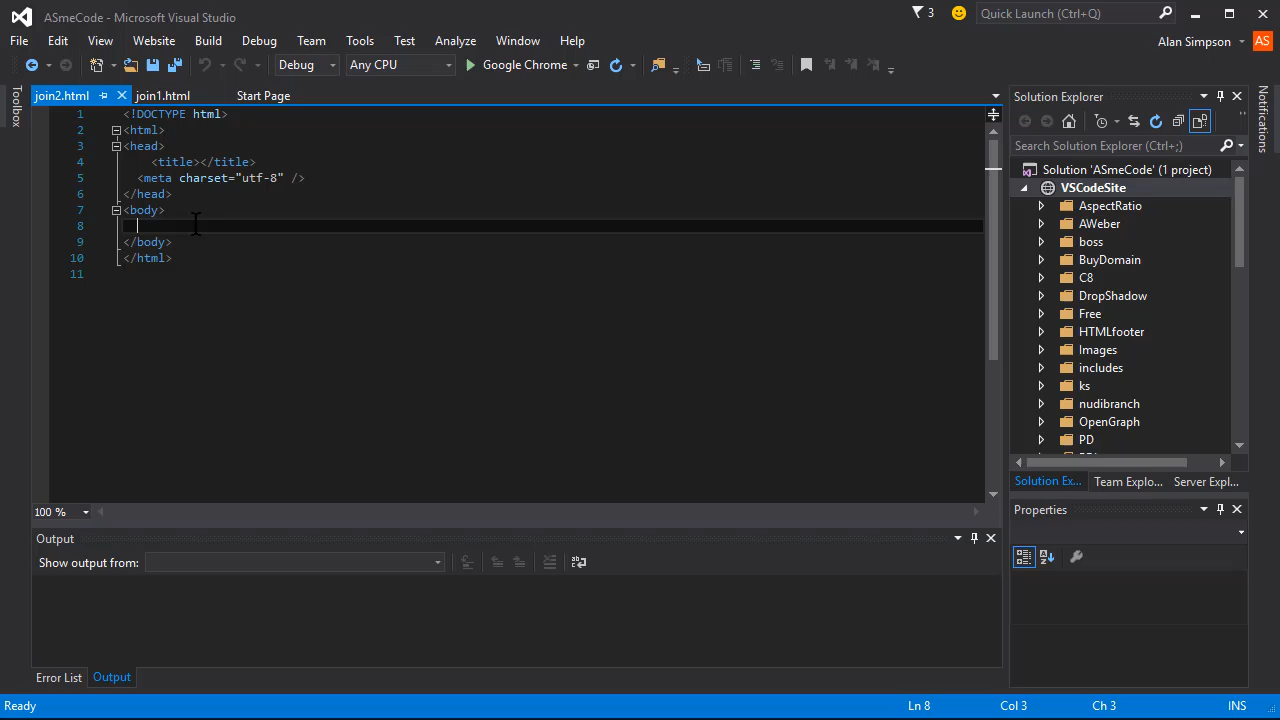 ASmeCode - Microsoft Visual Studio
3
Quick Launch (Ctrl+Q)
File Edit View Website Build Debug Team Tools Test Analyze Window Help
Alan Simpson AS
Debug Any CPU Google Chrome
Toolbox
join2.html join1.html Start Page
1 <!DOCTYPE html>
2 <html>
3 <head>
4 <title></title>
5 <meta charset="utf-8" />
6 </head>
7 <body>
8
9 </body>
10 </html>
11
100 %
Output
Show output from:
Error List Output
Solution Explorer
Search Solution Explorer (Ctrl+;)
Solution 'ASmeCode' (1 project)
VSCodeSite
AspectRatio
AWeber
boss
BuyDomain
C8
DropShadow
Free
HTMLfooter
Images
includes
ks
nudibranch
OpenGraph
PD
Solution Ex... Team Explo... Server Expl...
Properties
Notifications
Ready Ln 8 Col 3 Ch 3 INS